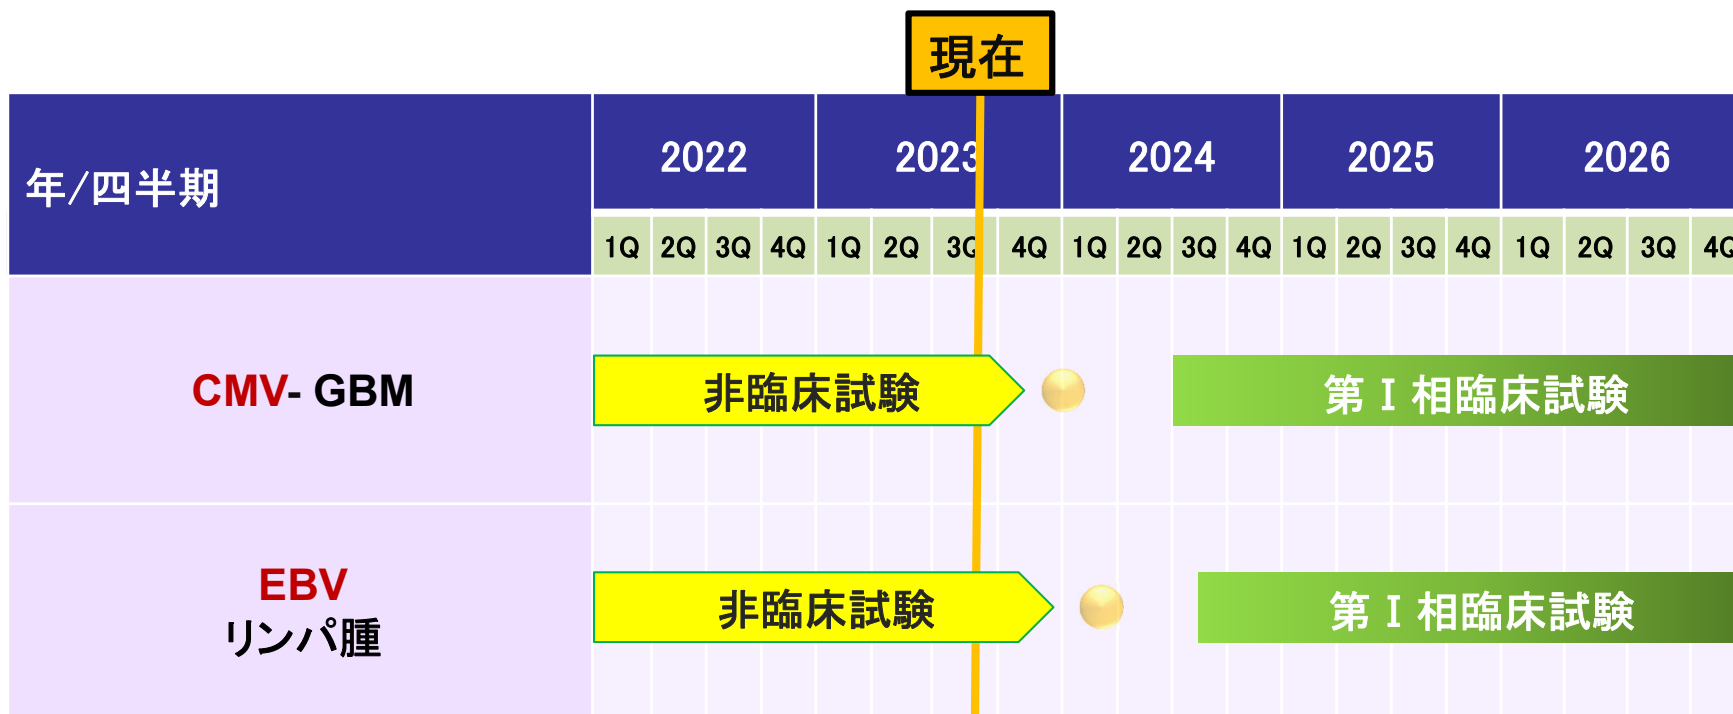 現在
年/四半期
2022 2023 2024 2025 2026
1Q 2Q 3Q 4Q 1Q 2Q 3Q 4Q 1Q 2Q 3Q 4Q 1Q 2Q 3Q 4Q 1Q 2Q 3Q 4Q
CMV- GBM
非臨床試験
第Ⅰ相臨床試験
EBV
リンパ腫
非臨床試験
第Ⅰ相臨床試験